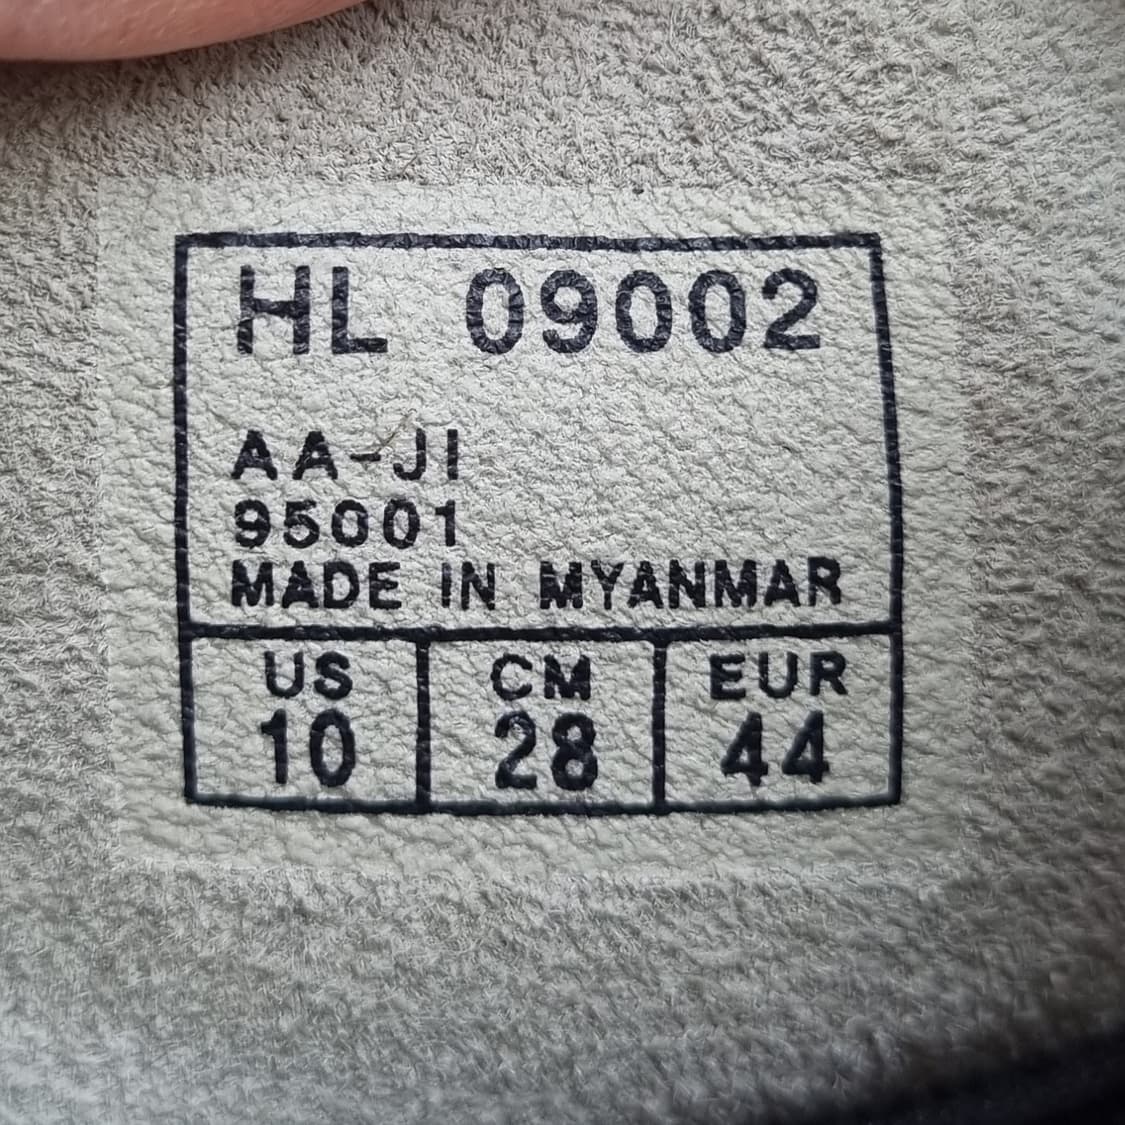 HL 09002
AA-JI
95001
MADE IN MYANMAR
US CM EUR
10 28 44